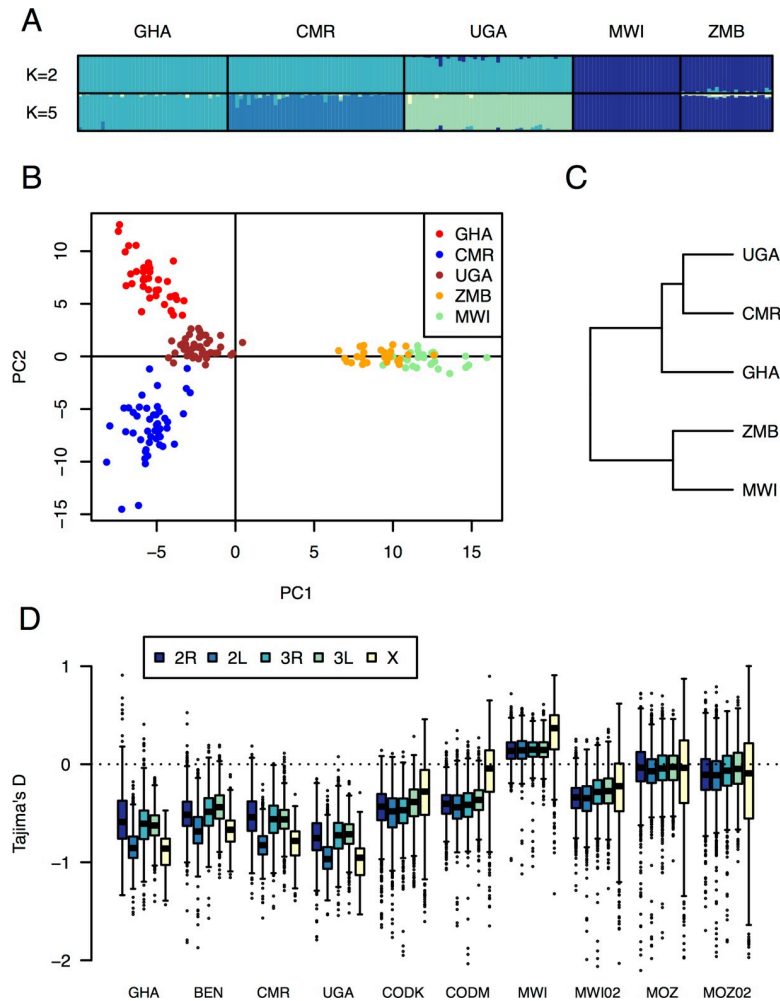 A
GHA CMR UGA MWI ZMB
K=2
K=5
B
10
5
0
−5
−10
−15
PC2
GHA
CMR
UGA
ZMB
MWI
−5 0 5 10 15
PC1
C
UGA
CMR
GHA
ZMB
MWI
D
2R 2L 3R 3L X
1
0
−1
−2
Tajima's D
GHA BEN CMR UGA CODK CODM MWI MWI02 MOZ MOZ02